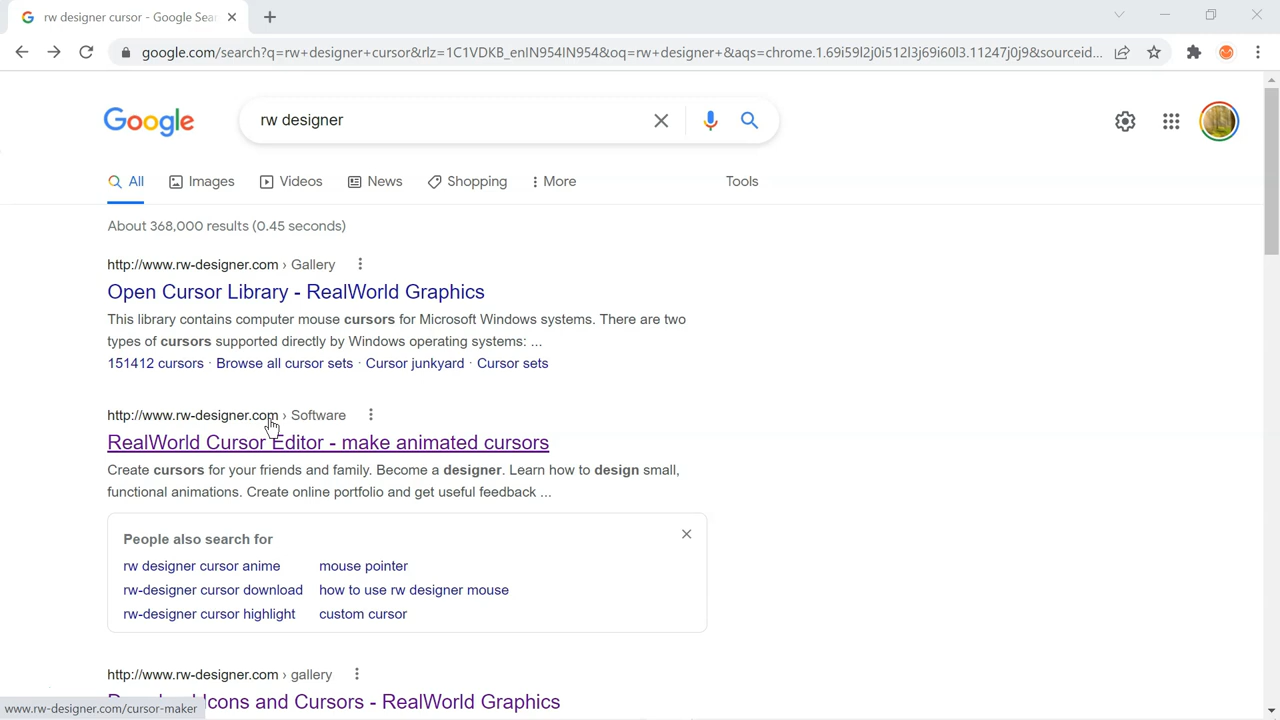 rw designer cursor - Google Sea
google.com/search?q=rw+designer+cursor&rlz=1C1VDKB_enIN954IN954&oq=rw+designer+&aqs=chrome.1.69i59l2j0i512l3j69i60l3.11247j0j9&sourceid...
Google
rw designer
All Images Videos News Shopping More Tools
About 368,000 results (0.45 seconds)
http://www.rw-designer.com › Gallery
Open Cursor Library - RealWorld Graphics
This library contains computer mouse cursors for Microsoft Windows systems. There are two
types of cursors supported directly by Windows operating systems: ...
151412 cursors · Browse all cursor sets · Cursor junkyard · Cursor sets
http://www.rw-designer.com › Software
RealWorld Cursor Editor - make animated cursors
Create cursors for your friends and family. Become a designer. Learn how to design small,
functional animations. Create online portfolio and get useful feedback ...
People also search for
rw designer cursor anime mouse pointer
rw-designer cursor download how to use rw designer mouse
rw-designer cursor highlight custom cursor
http://www.rw-designer.com › gallery
Icons and Cursors - RealWorld Graphics
www.rw-designer.com/cursor-maker